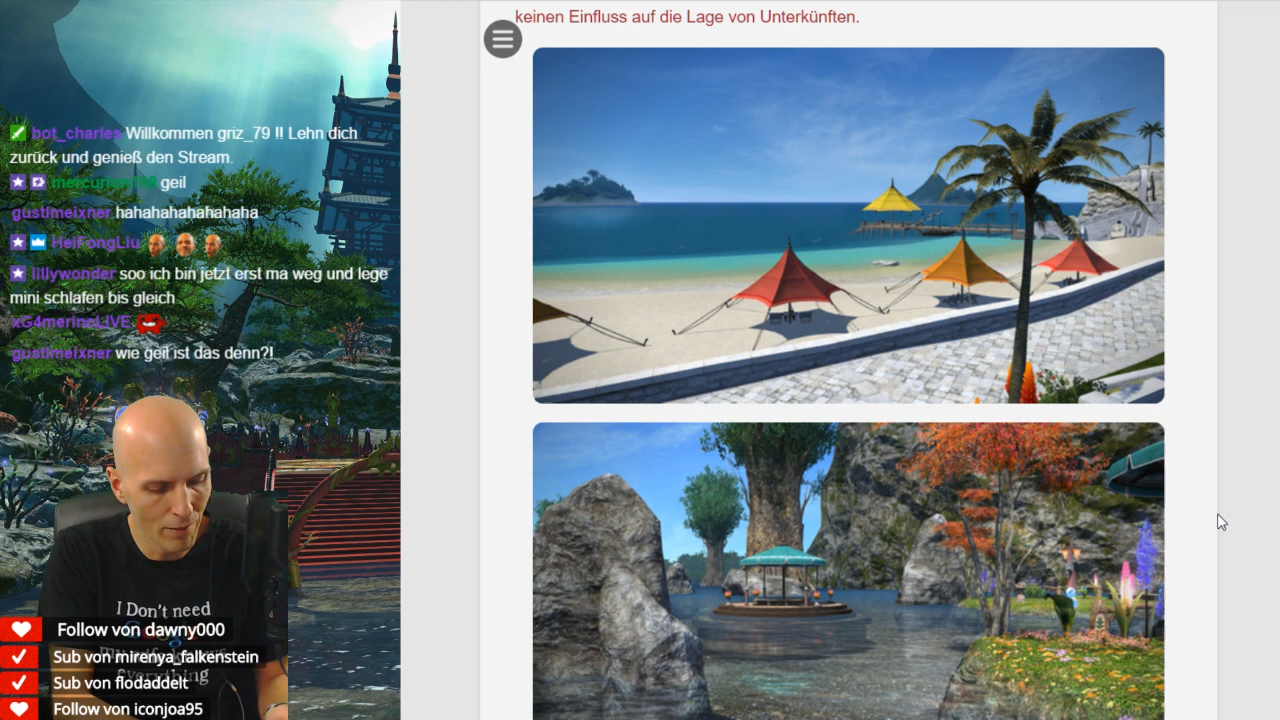 keinen Einfluss auf die Lage von Unterkünften.
bot_charles Willkommen griz_79 !! Lehn dich
zurück und genieß den Stream.
geil
gustlmeixner hahahahahahahaha
HeiFongLiu
lillywonder soo ich bin jetzt erst ma weg und lege
mini schlafen bis gleich
xG4merinoLIVE
gustlmeixner wie geil ist das denn?!
I Don't need
everything
Follow von dawny000
Sub von mirenya_falkenstein
Sub von flodaddelt
Follow von iconjoa95